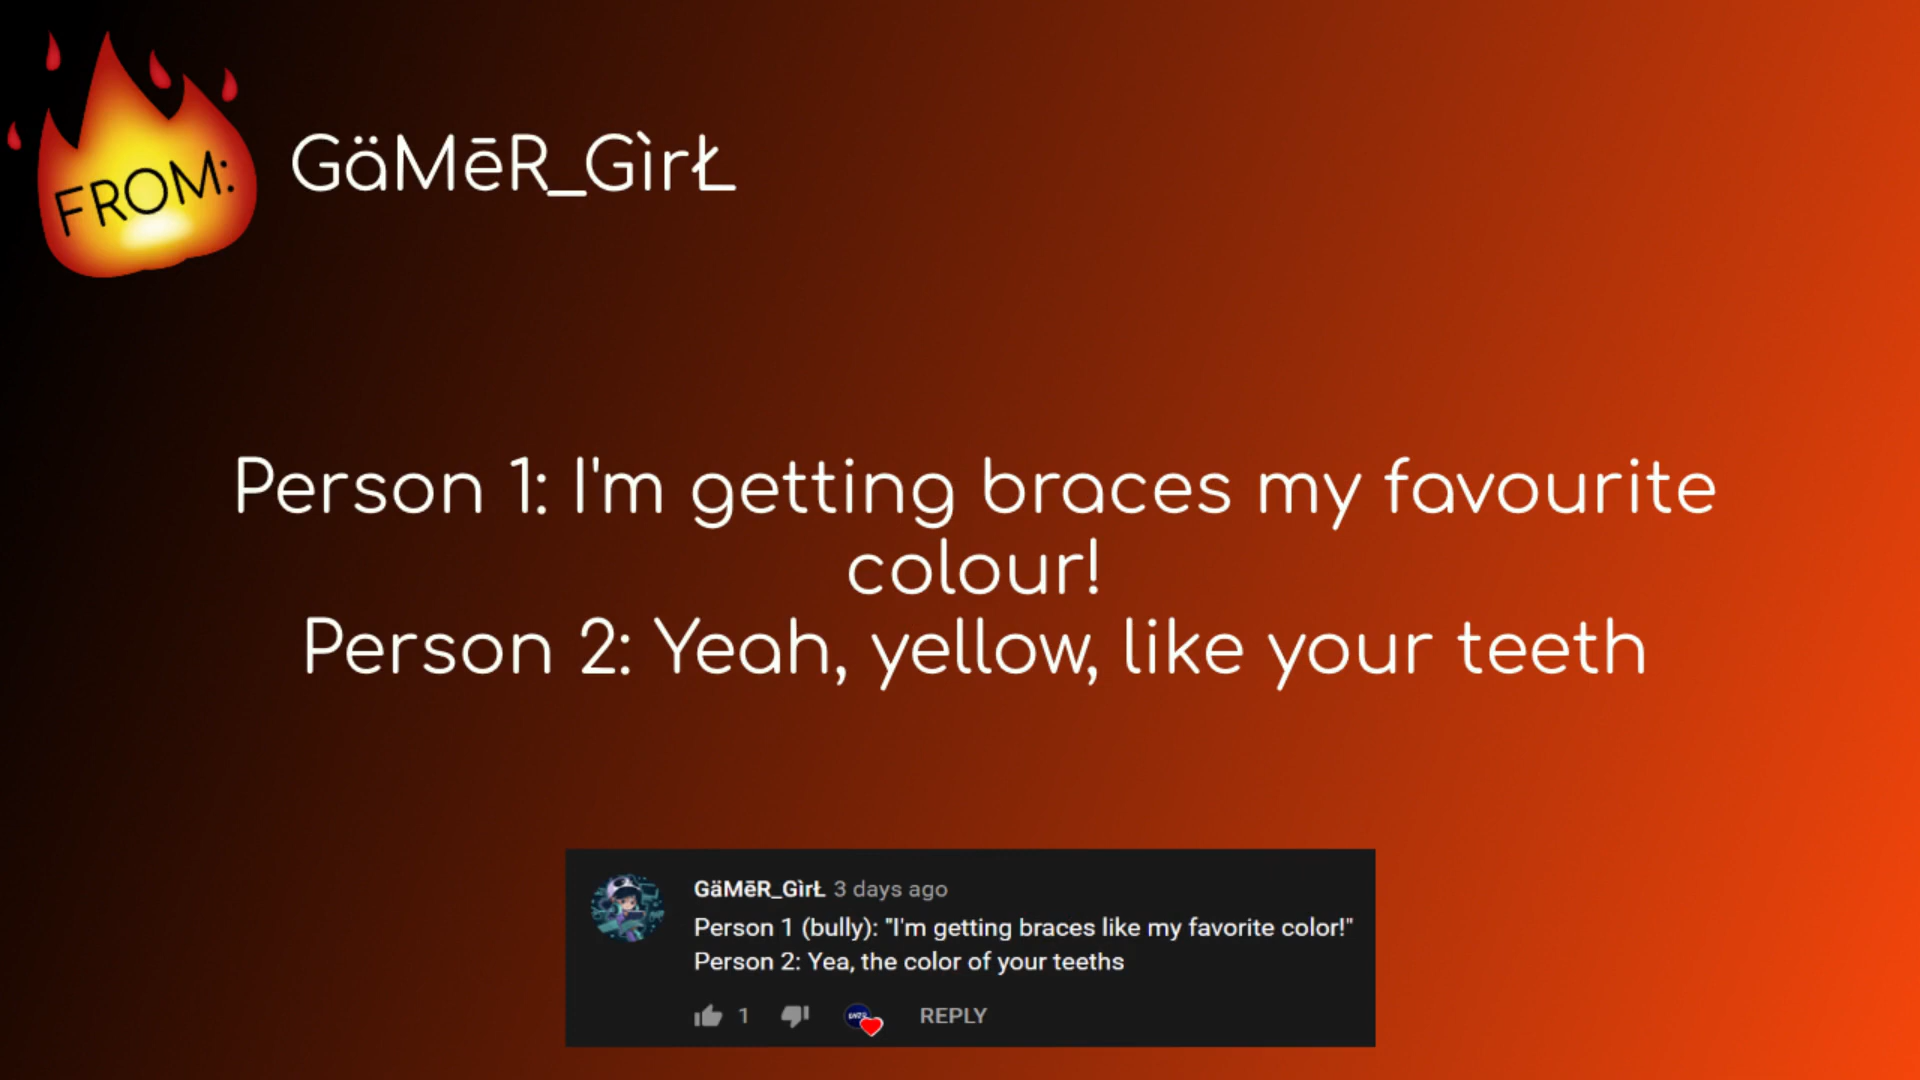 FROM:
GäMēR_GìrŁ
Person 1: I'm getting braces my favourite
colour!
Person 2: Yeah, yellow, like your teeth
GäMēR_GìrŁ 3 days ago
Person 1 (bully): "I'm getting braces like my favorite color!"
Person 2: Yea, the color of your teeths
1 REPLY